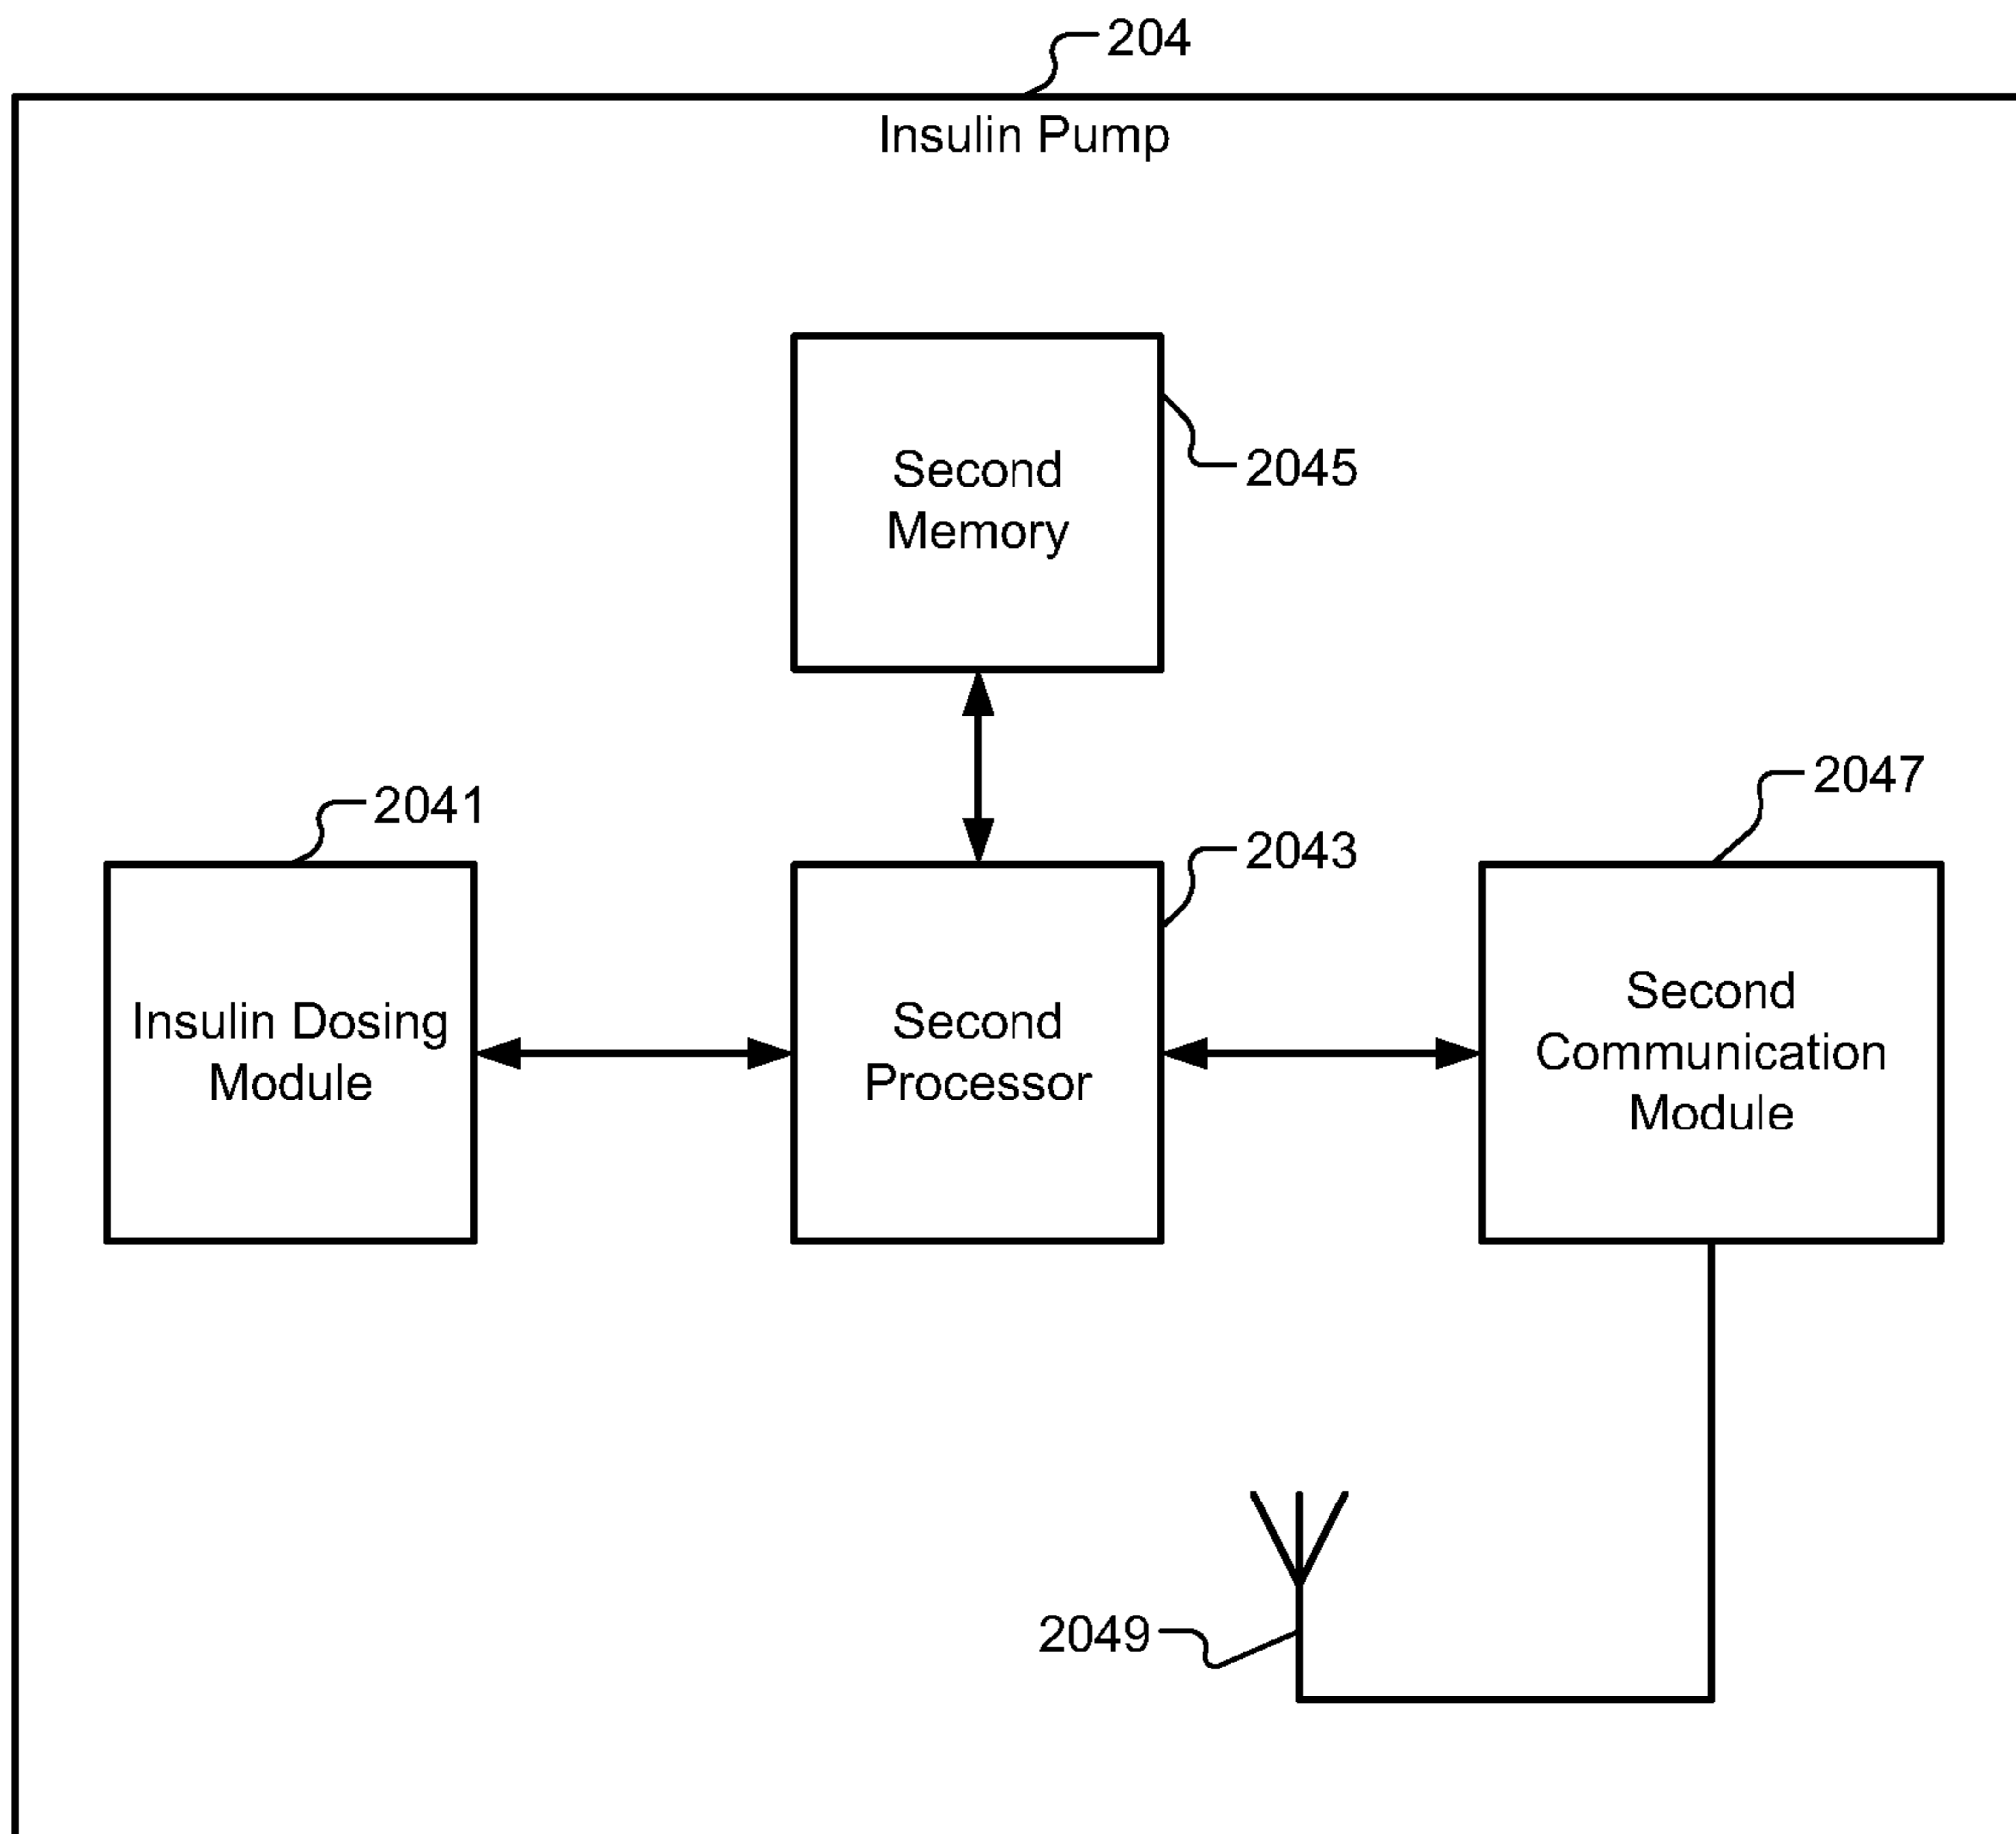 204
Insulin Pump
Second
Memory
2045
2041
2043
2047
Insulin Dosing
Module
Second
Processor
Second
Communication
Module
2049